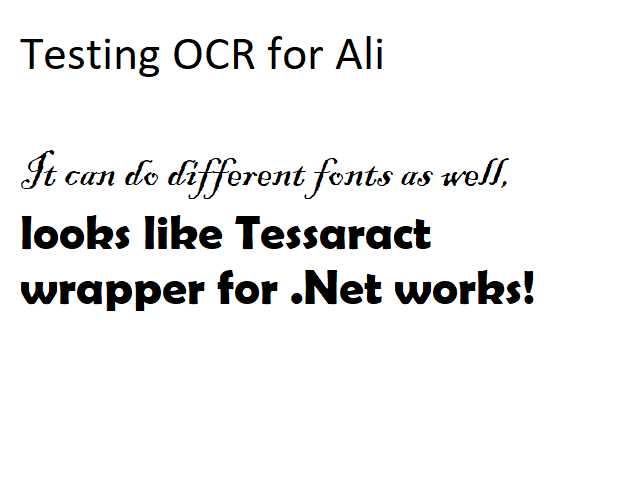 Testing OCR for Ali
It can do different fonts as well,
looks like Tessaract
wrapper for .Net works!